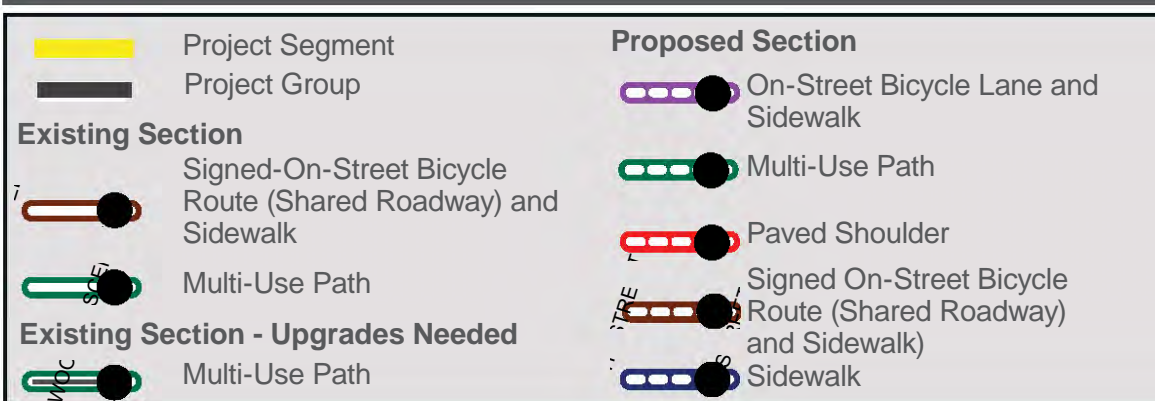 Project Segment
Project Group
Existing Section
Signed-On-Street Bicycle
Route (Shared Roadway) and
Sidewalk
Multi-Use Path
Existing Section - Upgrades Needed
Multi-Use Path
Proposed Section
On-Street Bicycle Lane and
Sidewalk
Multi-Use Path
Paved Shoulder
Signed On-Street Bicycle
Route (Shared Roadway)
and Sidewalk)
Sidewalk